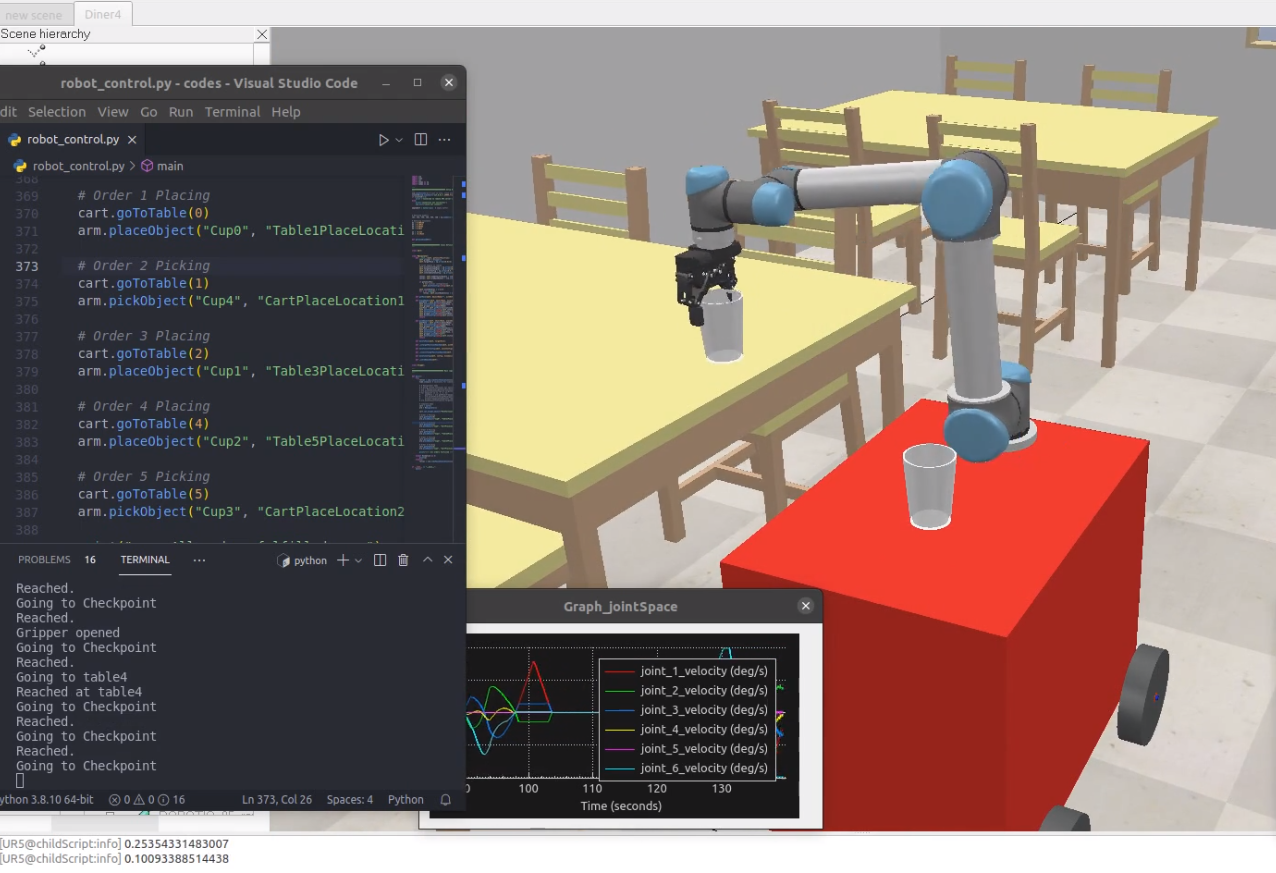 new scene Diner4
Scene hierarchy
robot_control.py - codes - Visual Studio Code
dit Selection View Go Run Terminal Help
robot_control.py
robot_control.py > main
368
369 # Order 1 Placing
370 cart.goToTable(0)
371 arm.placeObject("Cup0", "Table1PlaceLocati
372
373 # Order 2 Picking
374 cart.goToTable(1)
375 arm.pickObject("Cup4", "CartPlaceLocation1
376
377 # Order 3 Placing
378 cart.goToTable(2)
379 arm.placeObject("Cup1", "Table3PlaceLocati
380
381 # Order 4 Placing
382 cart.goToTable(4)
383 arm.placeObject("Cup2", "Table5PlaceLocati
384
385 # Order 5 Picking
386 cart.goToTable(5)
387 arm.pickObject("Cup3", "CartPlaceLocation2
388
PROBLEMS 16 TERMINAL ··· python
Reached.
Going to Checkpoint
Reached.
Gripper opened
Going to Checkpoint
Reached.
Going to table4
Reached at table4
Going to Checkpoint
Reached.
Going to Checkpoint
Reached.
Going to Checkpoint
ython 3.8.10 64-bit 0 0 16 Ln 373, Col 26 Spaces: 4 Python
Graph_jointSpace
joint_1_velocity (deg/s)
joint_2_velocity (deg/s)
joint_3_velocity (deg/s)
joint_4_velocity (deg/s)
joint_5_velocity (deg/s)
joint_6_velocity (deg/s)
0 100 110 120 130
Time (seconds)
[UR5@childScript:info] 0.25354331483007
[UR5@childScript:info] 0.10093388514438